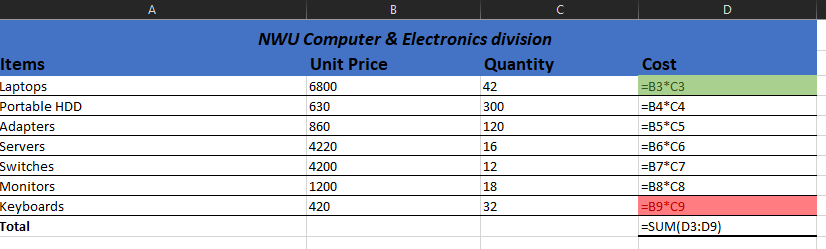 A B C D
NWU Computer & Electronics division
Items Unit Price Quantity Cost
Laptops 6800 42 =B3*C3
Portable HDD 630 300 =B4*C4
Adapters 860 120 =B5*C5
Servers 4220 16 =B6*C6
Switches 4200 12 =B7*C7
Monitors 1200 18 =B8*C8
Keyboards 420 32 =B9*C9
Total =SUM(D3:D9)